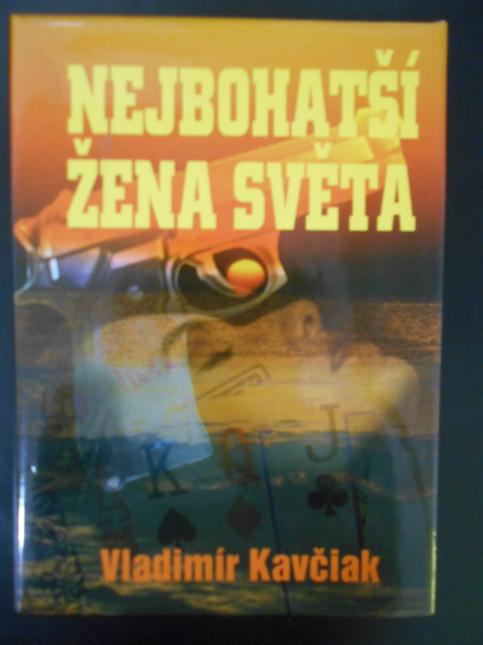 NEJBOHATŠÍ
ŽENA SVĚTA
K
Q
J
Vladimír Kavčiak